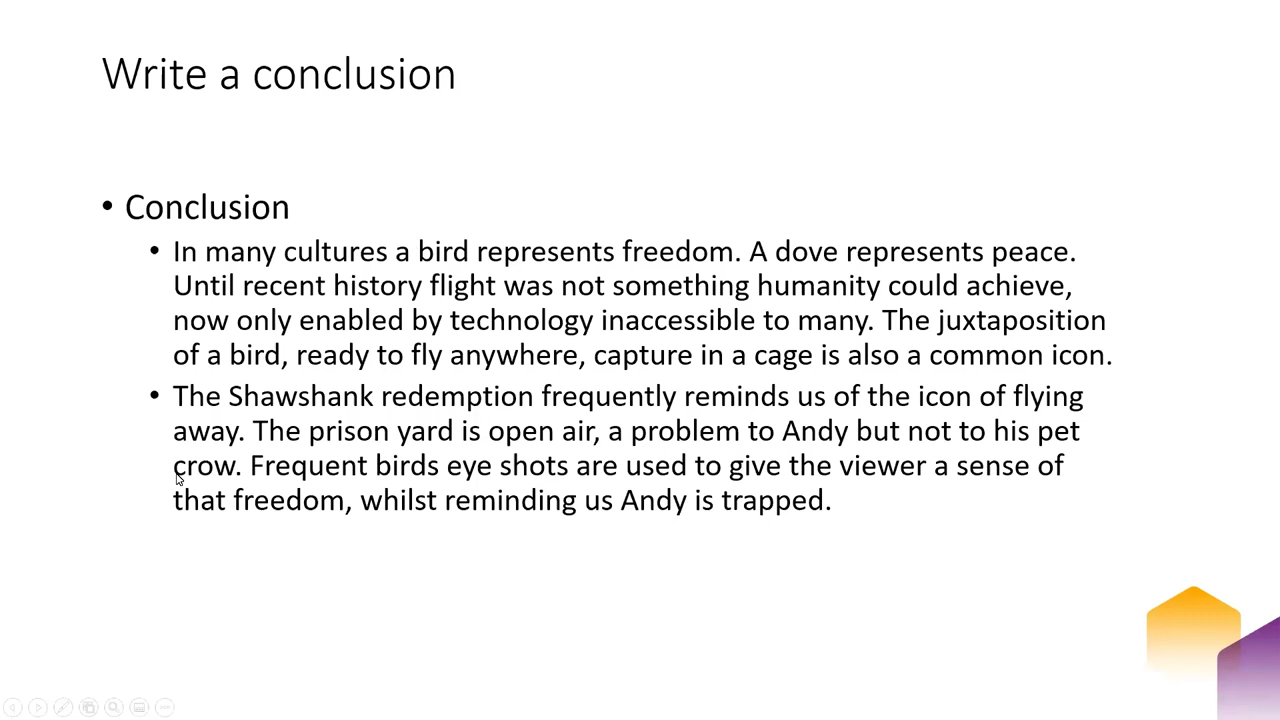 Write a conclusion
• Conclusion
• In many cultures a bird represents freedom. A dove represents peace.
Until recent history flight was not something humanity could achieve,
now only enabled by technology inaccessible to many. The juxtaposition
of a bird, ready to fly anywhere, capture in a cage is also a common icon.
• The Shawshank redemption frequently reminds us of the icon of flying
away. The prison yard is open air, a problem to Andy but not to his pet
crow. Frequent birds eye shots are used to give the viewer a sense of
that freedom, whilst reminding us Andy is trapped.